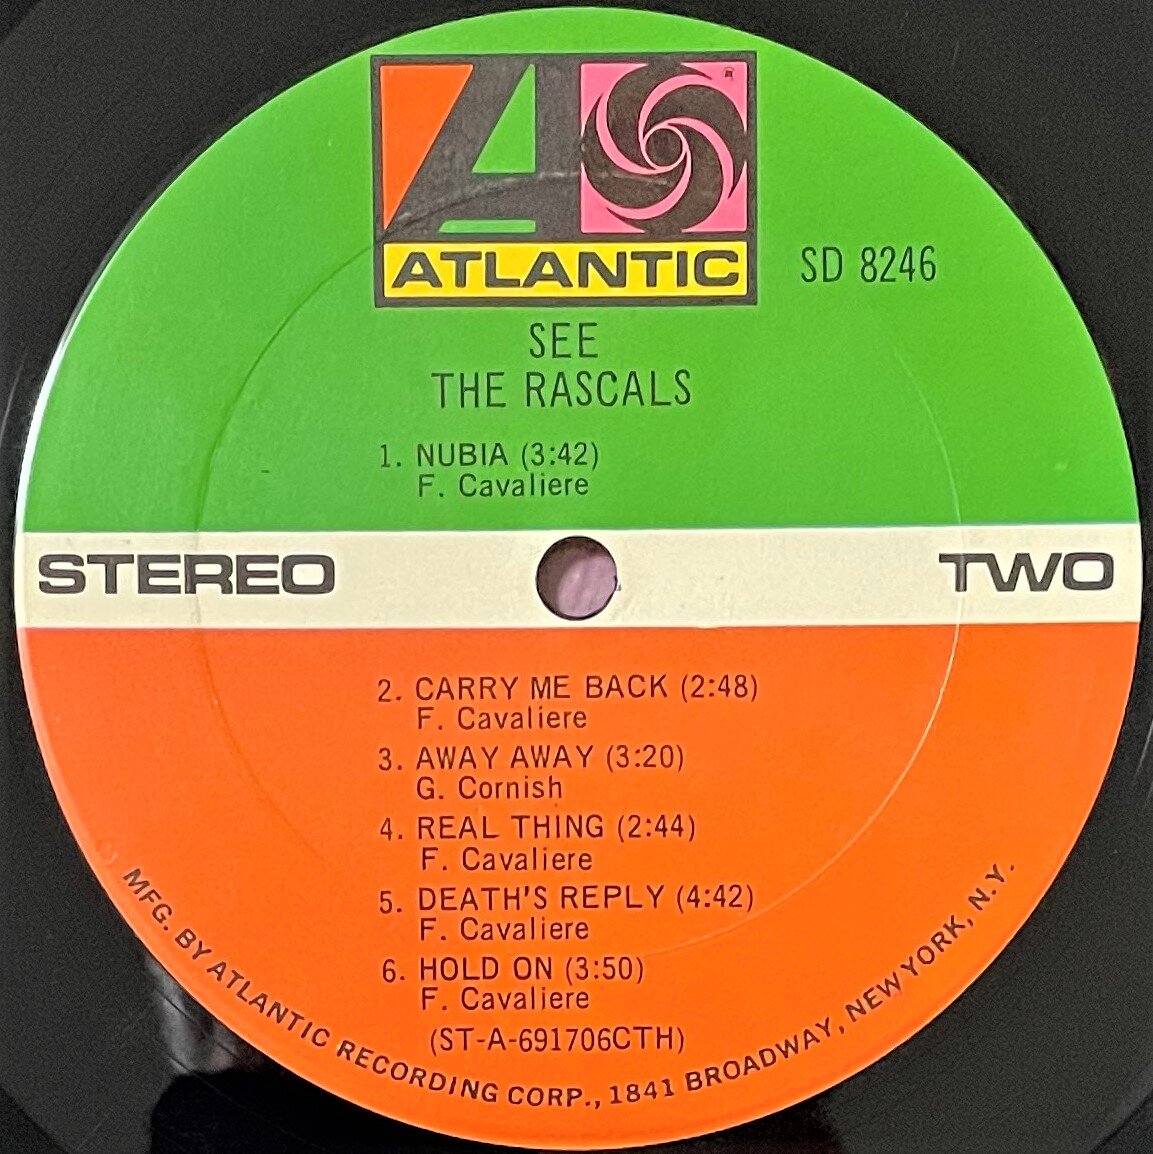 ATLANTIC
SD 8246
SEE
THE RASCALS
1. NUBIA (3:42)
F. Cavaliere
STEREO
TWO
2. CARRY ME BACK (2:48)
F. Cavaliere
3. AWAY AWAY (3:20)
G. Cornish
4. REAL THING (2:44)
F. Cavaliere
5. DEATH'S REPLY (4:42)
F. Cavaliere
6. HOLD ON (3:50)
F. Cavaliere
(ST-A-691706CTH)
MFG. BY ATLANTIC RECORDING CORP., 1841 BROADWAY, NEW YORK, N.Y.